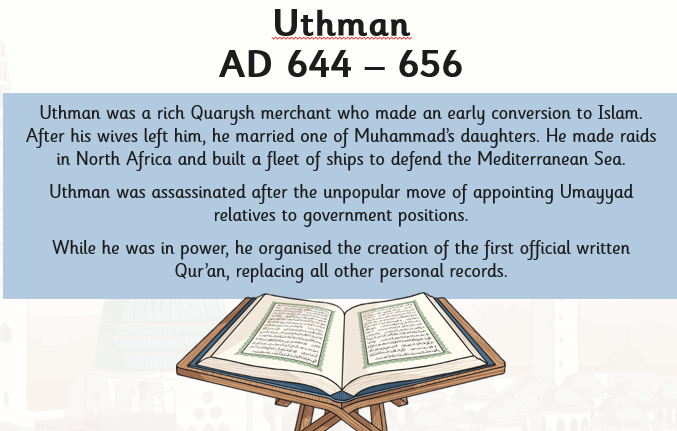 Uthman
AD 644 – 656
Uthman was a rich Quarysh merchant who made an early conversion to Islam.
After his wives left him, he married one of Muhammad's daughters. He made raids
in North Africa and built a fleet of ships to defend the Mediterranean Sea.
Uthman was assassinated after the unpopular move of appointing Umayyad
relatives to government positions.
While he was in power, he organised the creation of the first official written
Qur'an, replacing all other personal records.